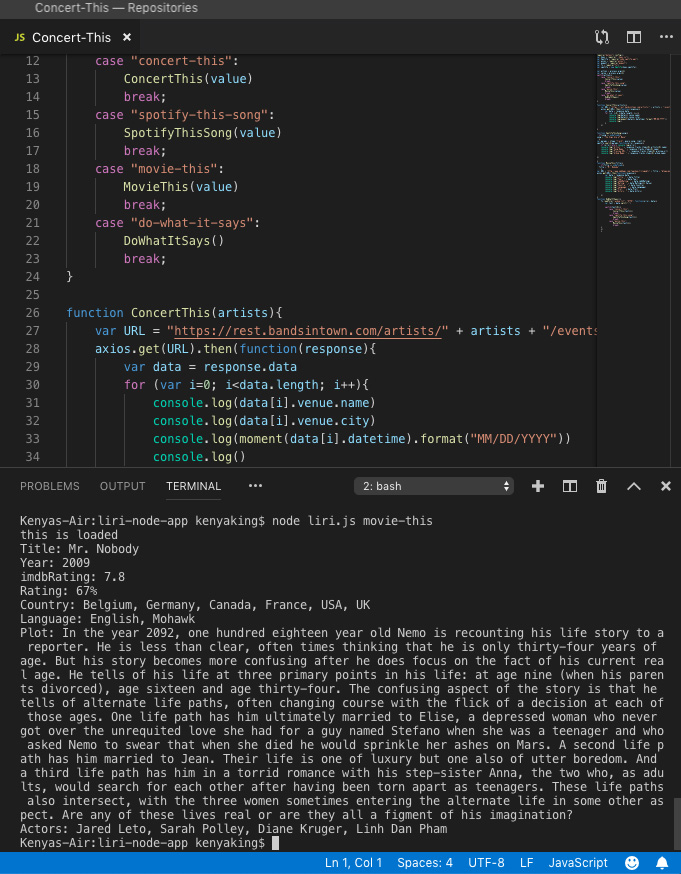 Concert-This — Repositories
JS Concert-This ×
12 case "concert-this":
13 ConcertThis(value)
14 break;
15 case "spotify-this-song":
16 SpotifyThisSong(value)
17 break;
18 case "movie-this":
19 MovieThis(value)
20 break;
21 case "do-what-it-says":
22 DoWhatItSays()
23 break;
24 }
25
26 function ConcertThis(artists){
27 var URL = "https://rest.bandsintown.com/artists/" + artists + "/events
28 axios.get(URL).then(function(response){
29 var data = response.data
30 for (var i=0; i<data.length; i++){
31 console.log(data[i].venue.name)
32 console.log(data[i].venue.city)
33 console.log(moment(data[i].datetime).format("MM/DD/YYYY"))
34 console.log()
PROBLEMS OUTPUT TERMINAL ••• 2: bash
Kenyas-Air:liri-node-app kenyaking$ node liri.js movie-this
this is loaded
Title: Mr. Nobody
Year: 2009
imdbRating: 7.8
Rating: 67%
Country: Belgium, Germany, Canada, France, USA, UK
Language: English, Mohawk
Plot: In the year 2092, one hundred eighteen year old Nemo is recounting his life story to a
 reporter. He is less than clear, often times thinking that he is only thirty-four years of
age. But his story becomes more confusing after he does focus on the fact of his current rea
l age. He tells of his life at three primary points in his life: at age nine (when his paren
ts divorced), age sixteen and age thirty-four. The confusing aspect of the story is that he
tells of alternate life paths, often changing course with the flick of a decision at each of
 those ages. One life path has him ultimately married to Elise, a depressed woman who never
got over the unrequited love she had for a guy named Stefano when she was a teenager and who
 asked Nemo to swear that when she died he would sprinkle her ashes on Mars. A second life p
ath has him married to Jean. Their life is one of luxury but one also of utter boredom. And
a third life path has him in a torrid romance with his step-sister Anna, the two who, as adu
lts, would search for each other after having been torn apart as teenagers. These life paths
 also intersect, with the three women sometimes entering the alternate life in some other as
pect. Are any of these lives real or are they all a figment of his imagination?
Actors: Jared Leto, Sarah Polley, Diane Kruger, Linh Dan Pham
Kenyas-Air:liri-node-app kenyaking$
Ln 1, Col 1 Spaces: 4 UTF-8 LF JavaScript